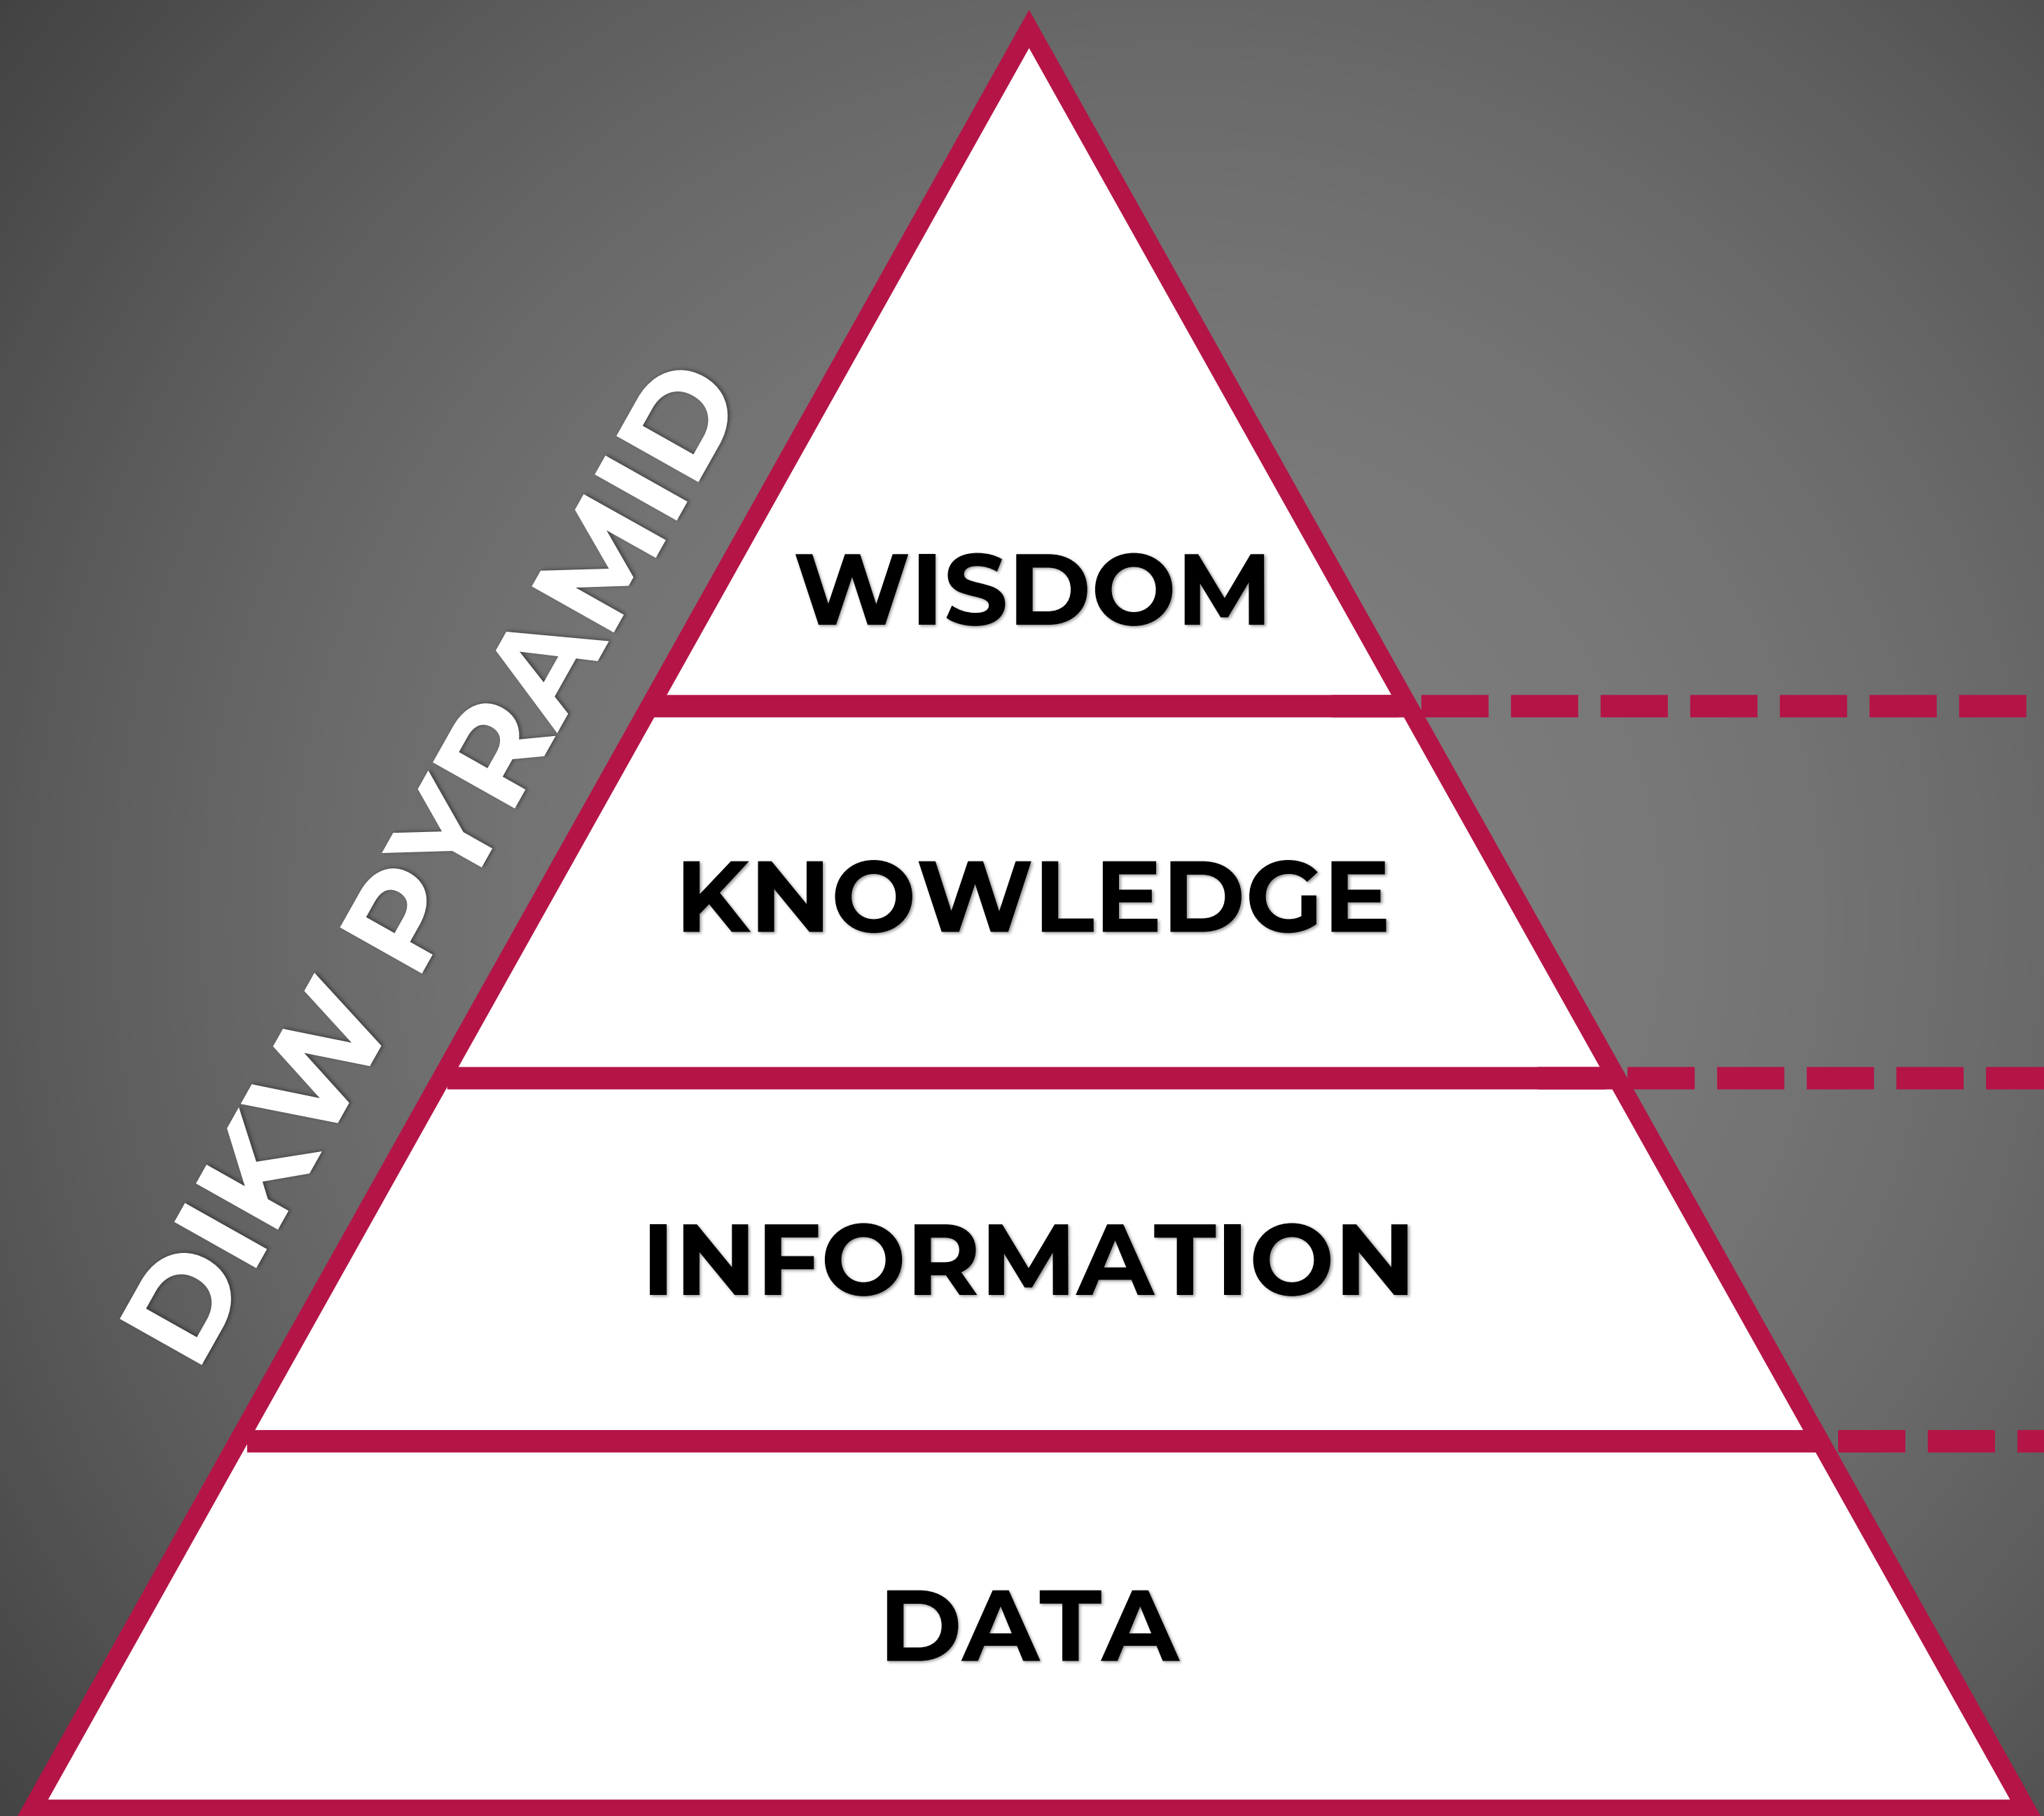 DIKW PYRAMID
WISDOM
KNOWLEDGE
INFORMATION
DATA